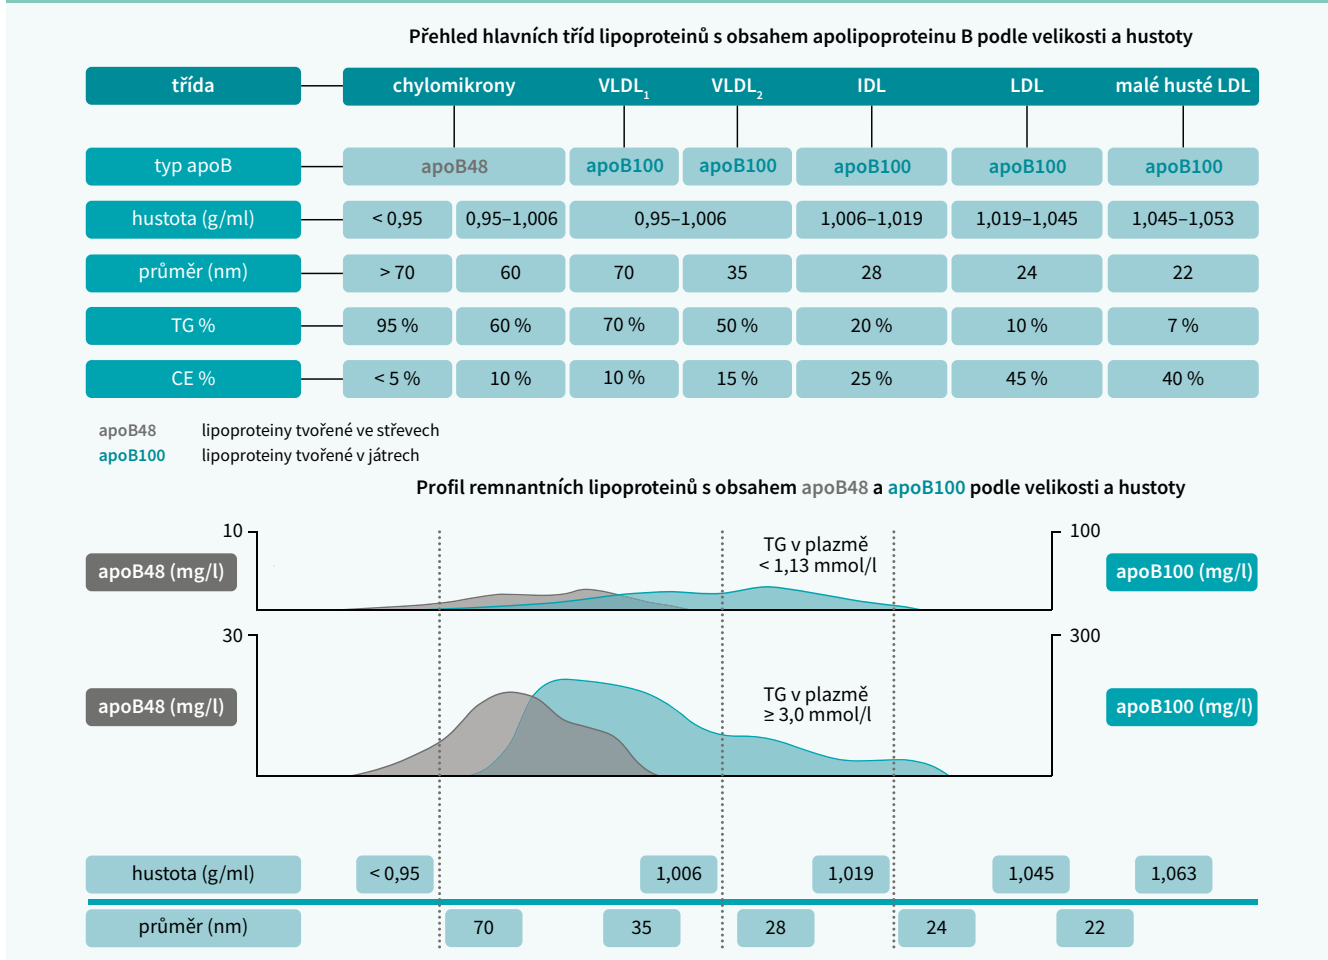 Přehled hlavních tříd lipoproteinů s obsahem apolipoproteinu B podle velikosti a hustoty
třída chylomikrony VLDL1 VLDL2 IDL LDL malé husté LDL
typ apoB apoB48 apoB100 apoB100 apoB100 apoB100 apoB100
hustota (g/ml) < 0,95 0,95–1,006 0,95–1,006 1,006–1,019 1,019–1,045 1,045–1,053
průměr (nm) > 70 60 70 35 28 24 22
TG % 95 % 60 % 70 % 50 % 20 % 10 % 7 %
CE % < 5 % 10 % 10 % 15 % 25 % 45 % 40 %
apoB48 lipoproteiny tvořené ve střevech
apoB100 lipoproteiny tvořené v játrech
Profil remnantních lipoproteinů s obsahem apoB48 a apoB100 podle velikosti a hustoty
10 100
TG v plazmě
< 1,13 mmol/l
apoB48 (mg/l) apoB100 (mg/l)
30 300
TG v plazmě
≥ 3,0 mmol/l
apoB48 (mg/l) apoB100 (mg/l)
hustota (g/ml) < 0,95 1,006 1,019 1,045 1,063
průměr (nm) 70 35 28 24 22